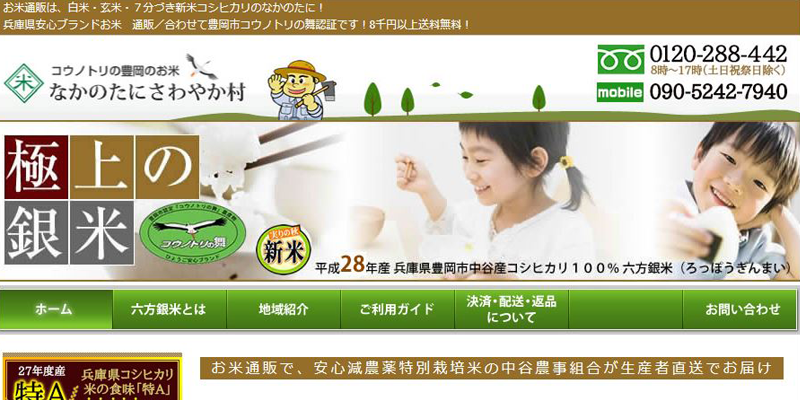 お米通販は、白米・玄米・7分づき新米コシヒカリのなかのたに！
兵庫県安心ブランドお米　通販／合わせて豊岡市コウノトリの舞認証です！8千円以上送料無料！
米
コウノトリの豊岡のお米
なかのたにさわやか村
0120-288-442
8時～17時（土日祝祭日除く）
mobile 090-5242-7940
極上の
銀米
コウノトリの舞
ひょうご安心ブランド
実りの秋
新米
平成28年産 兵庫県豊岡市中谷産コシヒカリ１００％ 六方銀米（ろっぽうぎんまい）
ホーム
六方銀米とは
地域紹介
ご利用ガイド
決済・配送・返品
について
お問い合わせ
27年度産
特A
兵庫県コシヒカリ
米の食味「特A」
お米通販で、安心減農薬特別栽培米の中谷農事組合が生産者直送でお届け